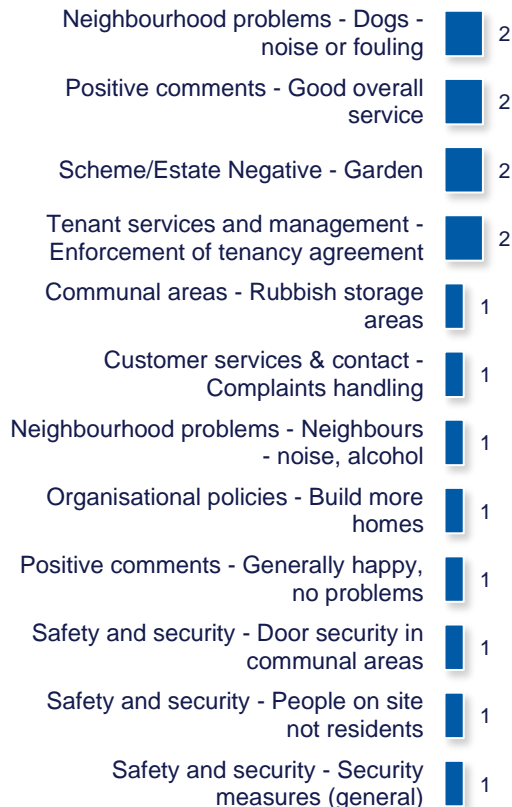 Neighbourhood problems - Dogs -
noise or fouling
2
Positive comments - Good overall
service
2
Scheme/Estate Negative - Garden
2
Tenant services and management -
Enforcement of tenancy agreement
2
Communal areas - Rubbish storage
areas
1
Customer services & contact -
Complaints handling
1
Neighbourhood problems - Neighbours
- noise, alcohol
1
Organisational policies - Build more
homes
1
Positive comments - Generally happy,
no problems
1
Safety and security - Door security in
communal areas
1
Safety and security - People on site
not residents
1
Safety and security - Security
measures (general)
1